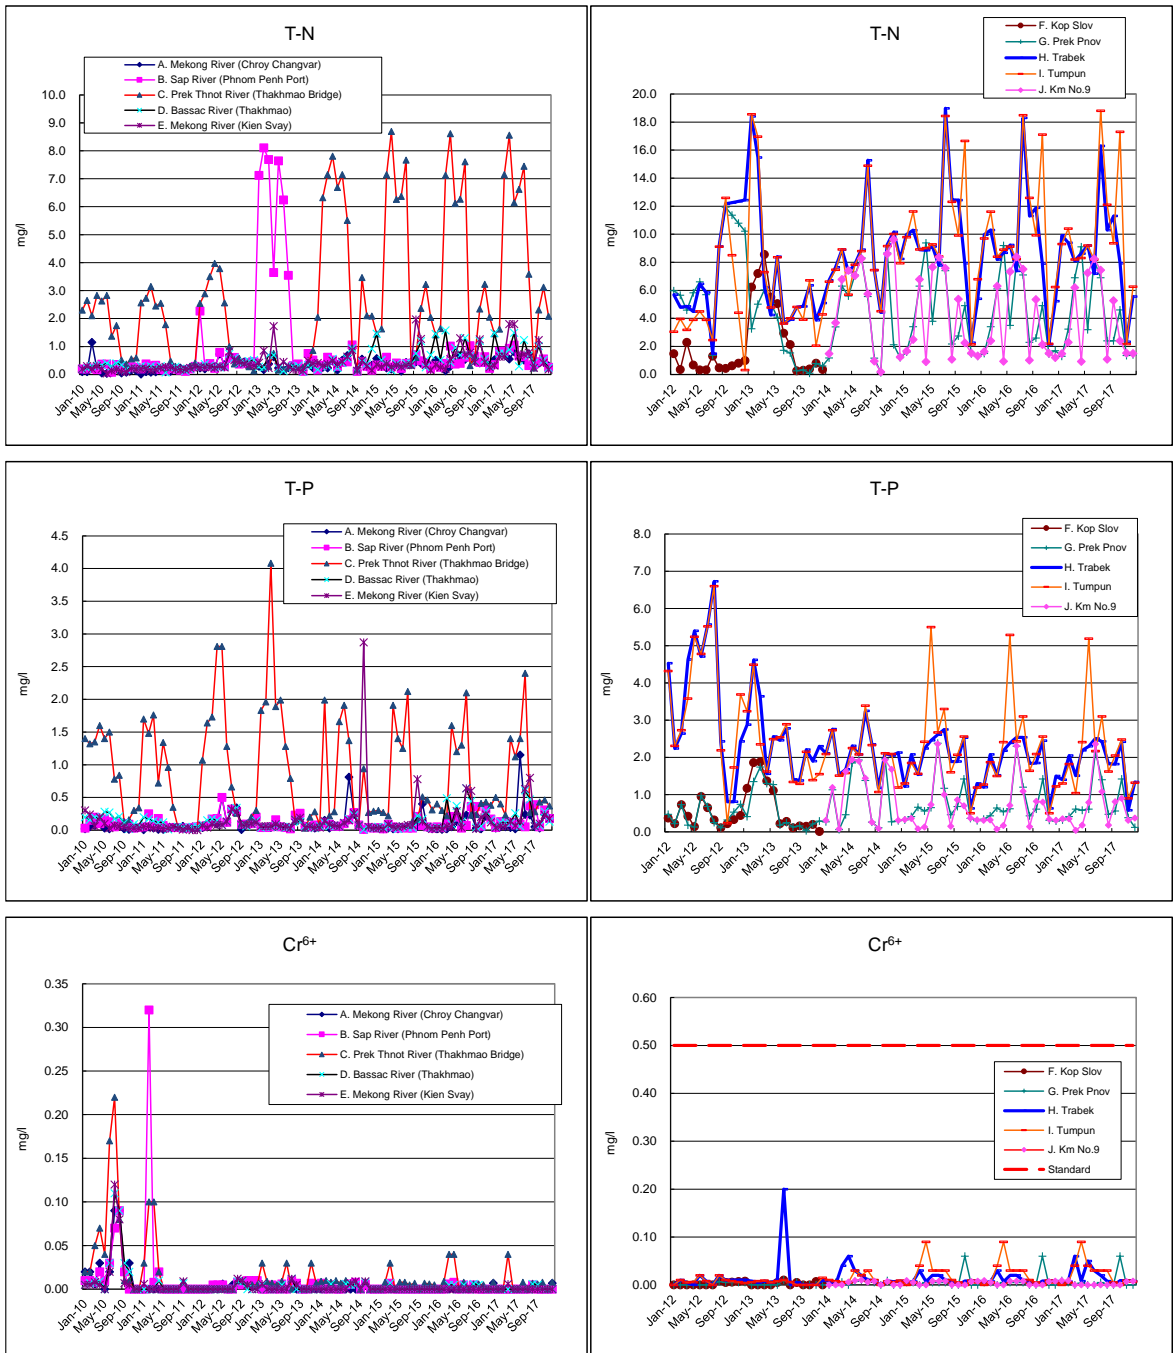 T-N
A. Mekong River (Chroy Changvar)
B. Sap River (Phnom Penh Port)
C. Prek Thnot River (Thakhmao Bridge)
D. Bassac River (Thakhmao)
E. Mekong River (Kien Svay)
10.0
9.0
8.0
7.0
6.0
5.0
4.0
3.0
2.0
1.0
0.0
mg/l
Jan-10 May-10 Sep-10 Jan-11 May-11 Sep-11 Jan-12 May-12 Sep-12 Jan-13 May-13 Sep-13 Jan-14 May-14 Sep-14 Jan-15 May-15 Sep-15 Jan-16 May-16 Sep-16 Jan-17 May-17 Sep-17
T-N
F. Kop Slov
G. Prek Pnov
H. Trabek
I. Tumpun
J. Km No.9
20.0
18.0
16.0
14.0
12.0
10.0
8.0
6.0
4.0
2.0
0.0
mg/l
Jan-12 May-12 Sep-12 Jan-13 May-13 Sep-13 Jan-14 May-14 Sep-14 Jan-15 May-15 Sep-15 Jan-16 May-16 Sep-16 Jan-17 May-17 Sep-17
T-P
A. Mekong River (Chroy Changvar)
B. Sap River (Phnom Penh Port)
C. Prek Thnot River (Thakhmao Bridge)
D. Bassac River (Thakhmao)
E. Mekong River (Kien Svay)
4.5
4.0
3.5
3.0
2.5
2.0
1.5
1.0
0.5
0.0
mg/l
Jan-10 May-10 Sep-10 Jan-11 May-11 Sep-11 Jan-12 May-12 Sep-12 Jan-13 May-13 Sep-13 Jan-14 May-14 Sep-14 Jan-15 May-15 Sep-15 Jan-16 May-16 Sep-16 Jan-17 May-17 Sep-17
T-P
F. Kop Slov
G. Prek Pnov
H. Trabek
I. Tumpun
J. Km No.9
8.0
7.0
6.0
5.0
4.0
3.0
2.0
1.0
0.0
mg/l
Jan-12 May-12 Sep-12 Jan-13 May-13 Sep-13 Jan-14 May-14 Sep-14 Jan-15 May-15 Sep-15 Jan-16 May-16 Sep-16 Jan-17 May-17 Sep-17
Cr⁶⁺
A. Mekong River (Chroy Changvar)
B. Sap River (Phnom Penh Port)
C. Prek Thnot River (Thakhmao Bridge)
D. Bassac River (Thakhmao)
E. Mekong River (Kien Svay)
0.35
0.30
0.25
0.20
0.15
0.10
0.05
0.00
mg/l
Jan-10 May-10 Sep-10 Jan-11 May-11 Sep-11 Jan-12 May-12 Sep-12 Jan-13 May-13 Sep-13 Jan-14 May-14 Sep-14 Jan-15 May-15 Sep-15 Jan-16 May-16 Sep-16 Jan-17 May-17 Sep-17
Cr⁶⁺
F. Kop Slov
G. Prek Pnov
H. Trabek
I. Tumpun
J. Km No.9
Standard
0.60
0.50
0.40
0.30
0.20
0.10
0.00
mg/l
Jan-12 May-12 Sep-12 Jan-13 May-13 Sep-13 Jan-14 May-14 Sep-14 Jan-15 May-15 Sep-15 Jan-16 May-16 Sep-16 Jan-17 May-17 Sep-17